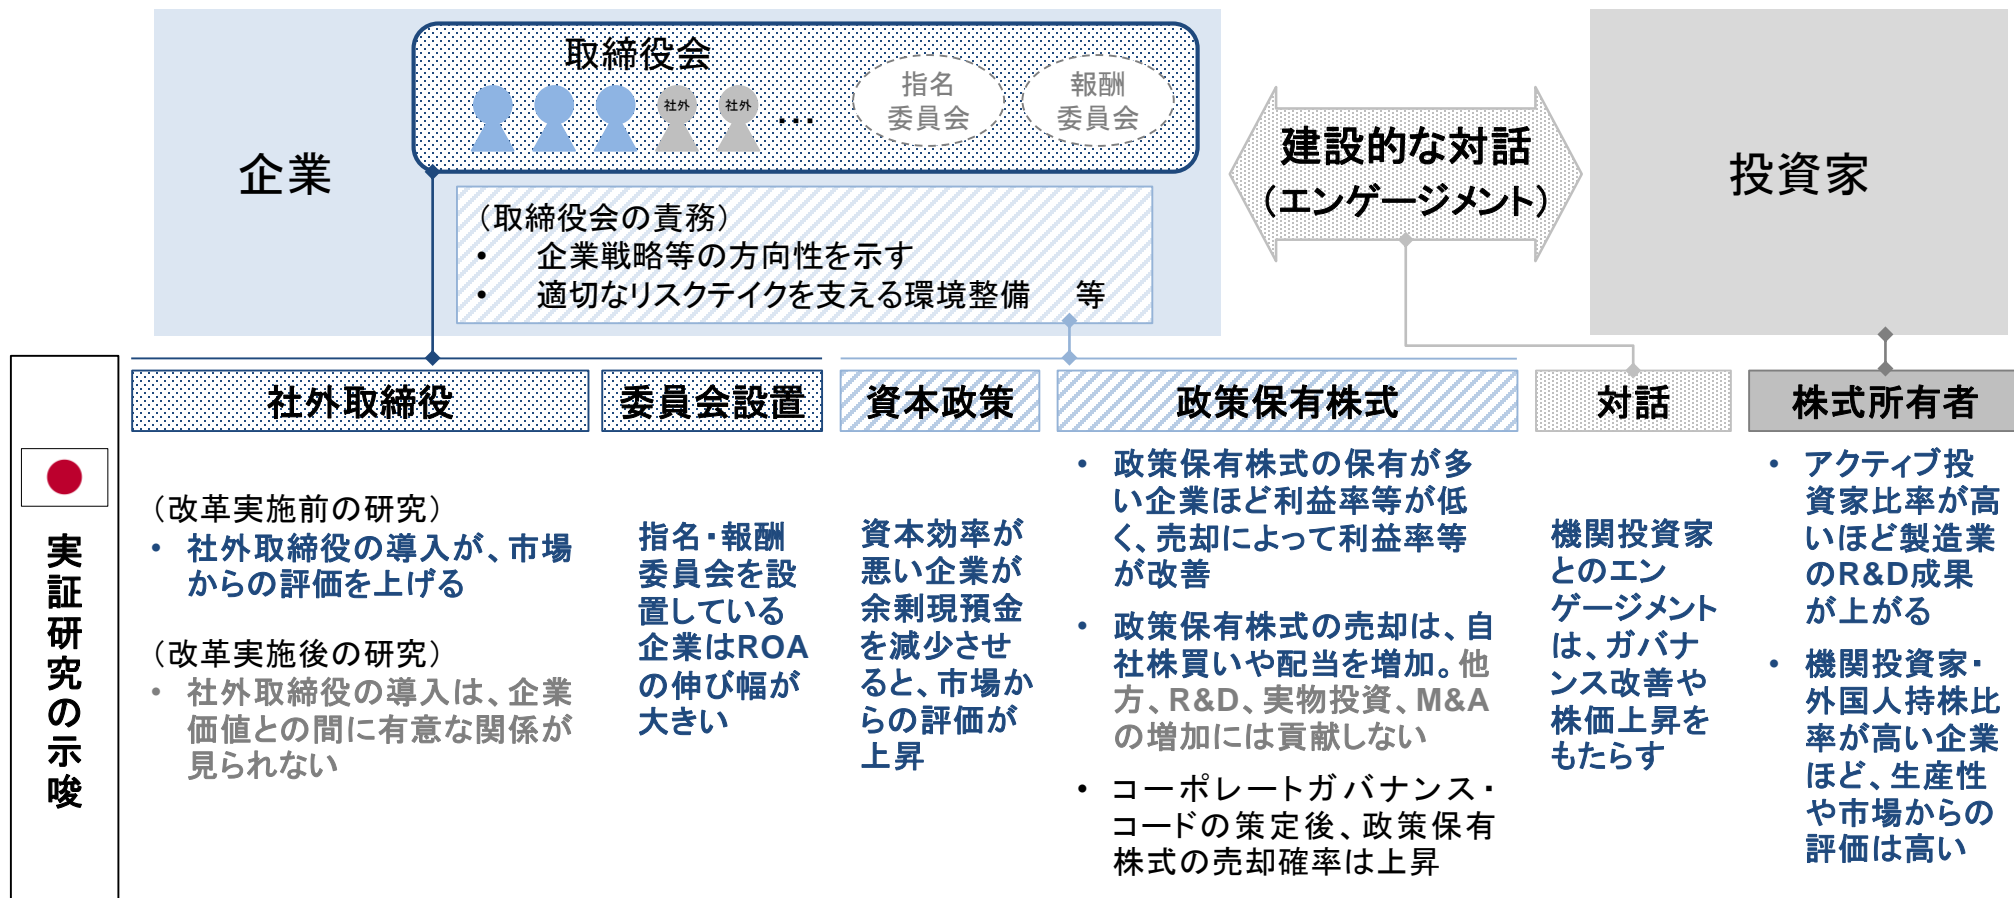 企業
取締役会
社外
社外
…
指名
委員会
報酬
委員会
（取締役会の責務）
• 企業戦略等の方向性を示す
• 適切なリスクテイクを支える環境整備 等
建設的な対話
（エンゲージメント）
投資家
実証研究の示唆
社外取締役
（改革実施前の研究）
• 社外取締役の導入が、市場
からの評価を上げる
（改革実施後の研究）
• 社外取締役の導入は、企業
価値との間に有意な関係が
見られない
委員会設置
指名・報酬
委員会を設
置している
企業はROA
の伸び幅が
大きい
資本政策
資本効率が
悪い企業が
余剰現預金
を減少させ
ると、市場か
らの評価が
上昇
政策保有株式
• 政策保有株式の保有が多
い企業ほど利益率等が低
く、売却によって利益率等
が改善
• 政策保有株式の売却は、自
社株買いや配当を増加。他
方、R&D、実物投資、M&A
の増加には貢献しない
• コーポレートガバナンス・
コードの策定後、政策保有
株式の売却確率は上昇
対話
機関投資家
とのエン
ゲージメント
は、ガバナ
ンス改善や
株価上昇を
もたらす
株式所有者
• アクティブ投
資家比率が高
いほど製造業
のR&D成果
が上がる
• 機関投資家・
外国人持株比
率が高い企業
ほど、生産性
や市場からの
評価は高い